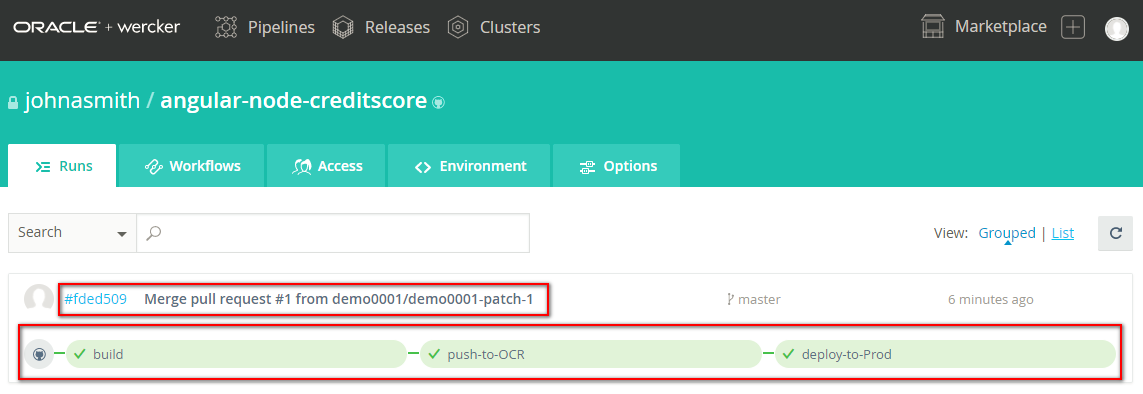 ORACLE + wercker Pipelines Releases Clusters Marketplace
johnasmith / angular-node-creditscore
Runs Workflows Access Environment Options
Search View: Grouped | List
#fded509 Merge pull request #1 from demo0001/demo0001-patch-1 master 6 minutes ago
build push-to-OCR deploy-to-Prod